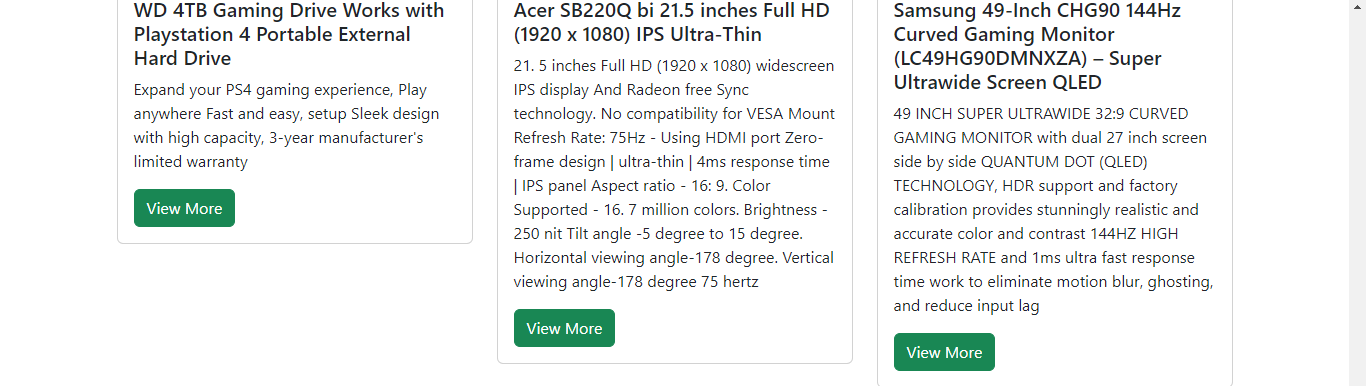 WD 4TB Gaming Drive Works with
Playstation 4 Portable External
Hard Drive
Expand your PS4 gaming experience, Play
anywhere Fast and easy, setup Sleek design
with high capacity, 3-year manufacturer's
limited warranty
View More
Acer SB220Q bi 21.5 inches Full HD
(1920 x 1080) IPS Ultra-Thin
21. 5 inches Full HD (1920 x 1080) widescreen
IPS display And Radeon free Sync
technology. No compatibility for VESA Mount
Refresh Rate: 75Hz - Using HDMI port Zero-
frame design | ultra-thin | 4ms response time
| IPS panel Aspect ratio - 16: 9. Color
Supported - 16. 7 million colors. Brightness -
250 nit Tilt angle -5 degree to 15 degree.
Horizontal viewing angle-178 degree. Vertical
viewing angle-178 degree 75 hertz
View More
Samsung 49-Inch CHG90 144Hz
Curved Gaming Monitor
(LC49HG90DMNXZA) – Super
Ultrawide Screen QLED
49 INCH SUPER ULTRAWIDE 32:9 CURVED
GAMING MONITOR with dual 27 inch screen
side by side QUANTUM DOT (QLED)
TECHNOLOGY, HDR support and factory
calibration provides stunningly realistic and
accurate color and contrast 144HZ HIGH
REFRESH RATE and 1ms ultra fast response
time work to eliminate motion blur, ghosting,
and reduce input lag
View More